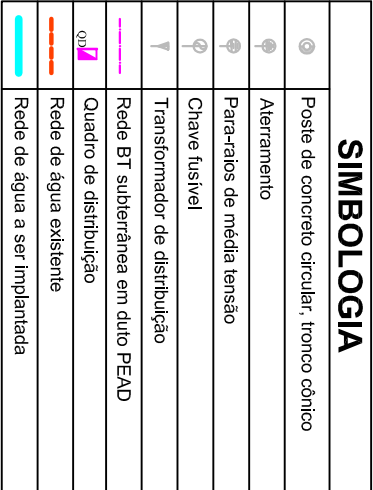 SIMBOLOGIA
Poste de concreto circular, tronco cônico
Aterramento
Para-raios de média tensão
Chave fusível
Transformador de distribuição
Rede BT subterrânea em duto PEAD
QD
Quadro de distribuição
Rede de água existente
Rede de água a ser implantada